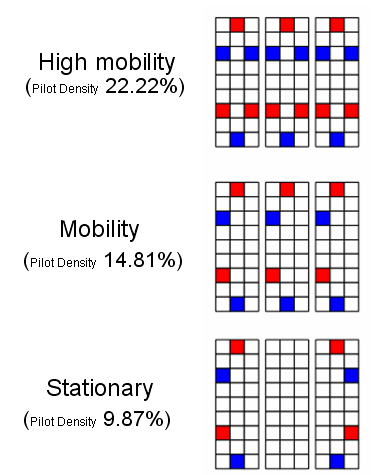 High mobility
(Pilot Density 22.22%)
Mobility
(Pilot Density 14.81%)
Stationary
(Pilot Density 9.87%)